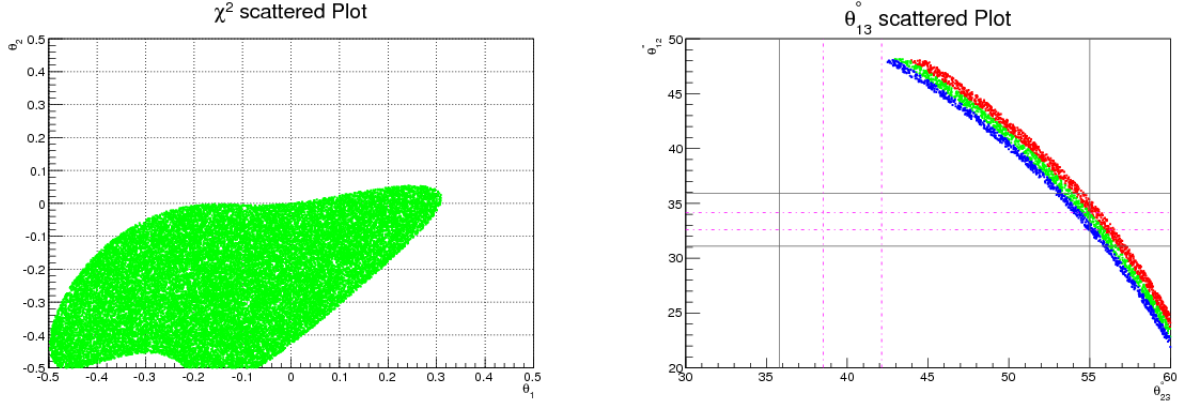 χ² scattered Plot
θ₂
0.5
0.4
0.3
0.2
0.1
0
-0.1
-0.2
-0.3
-0.4
-0.5
-0.5 -0.4 -0.3 -0.2 -0.1 0 0.1 0.2 0.3 0.4 0.5
θ₁
θ°₁₃ scattered Plot
θ°₁₂
50
45
40
35
30
25
20
30 35 40 45 50 55 60
θ°₂₃